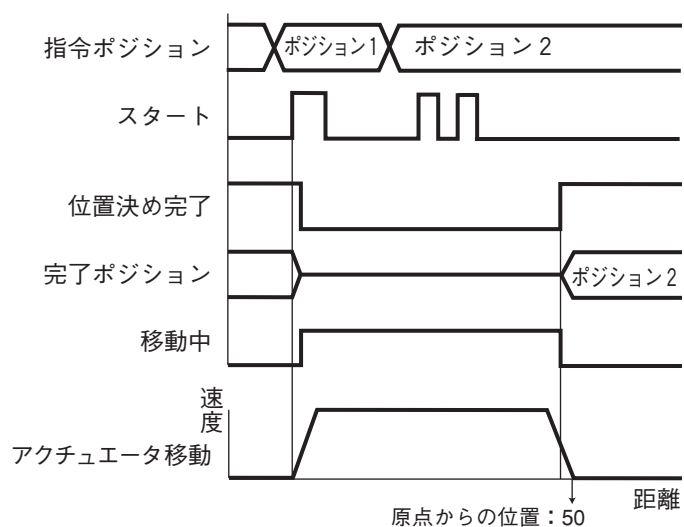 指令ポジション
ポジション1
ポジション2
スタート
位置決め完了
完了ポジション
ポジション2
移動中
速度
アクチュエータ移動
距離
原点からの位置：50